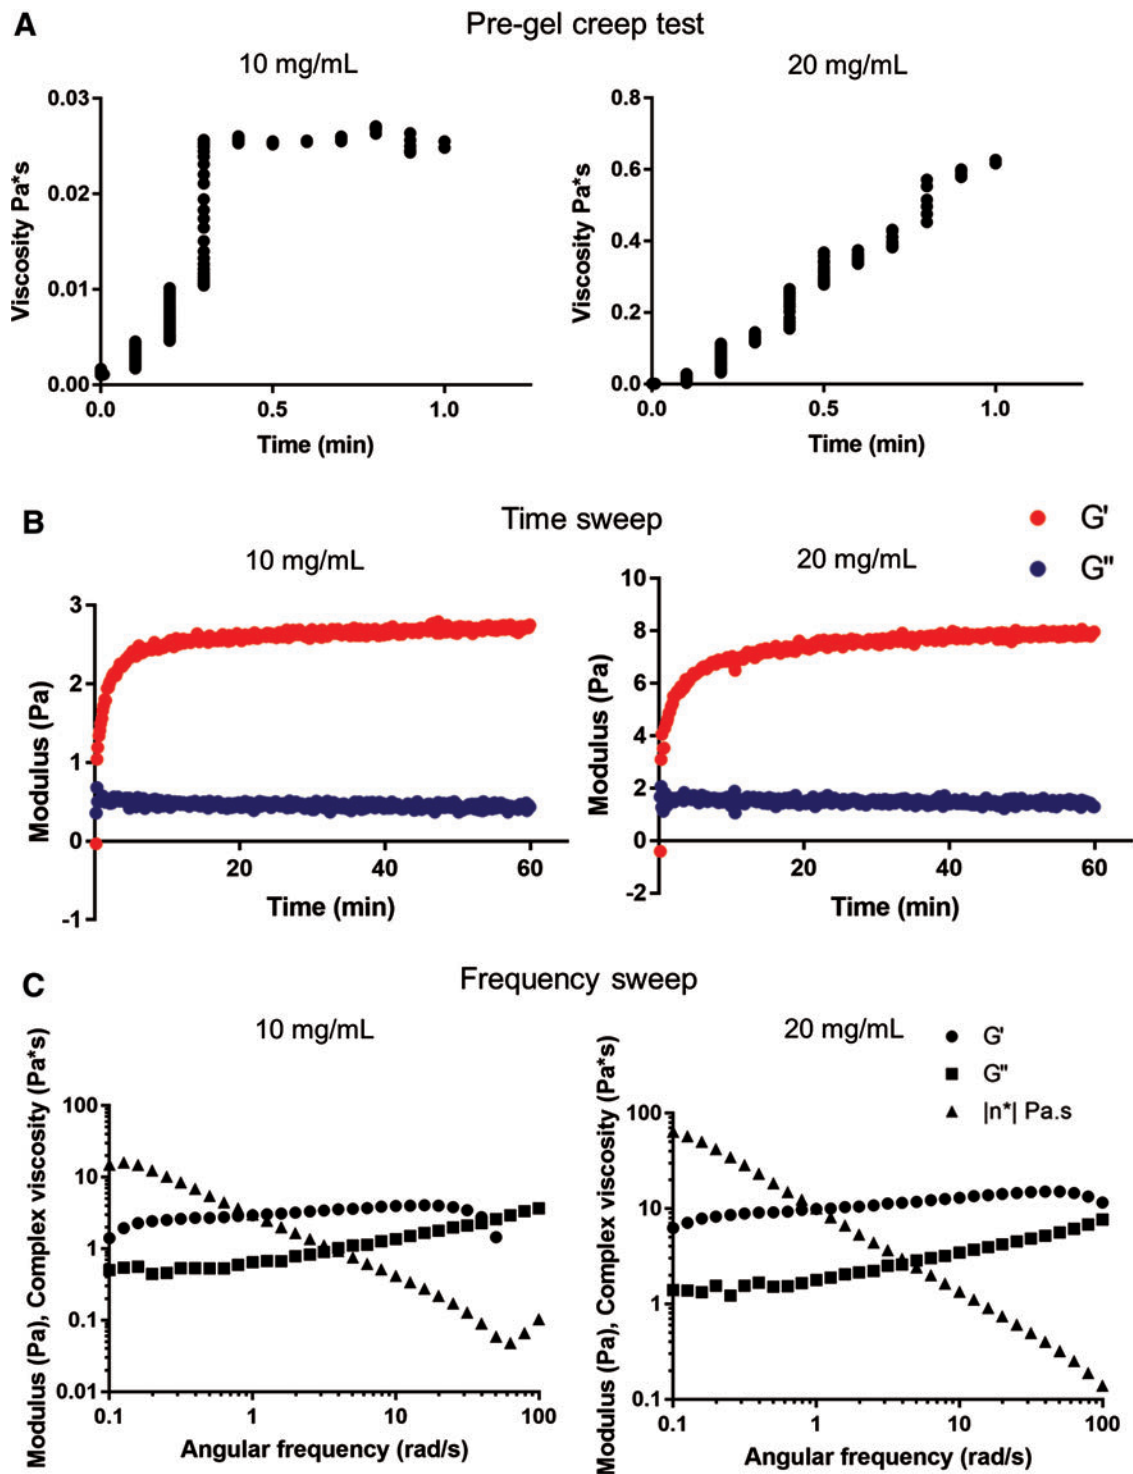 A
Pre-gel creep test
10 mg/mL
20 mg/mL
Viscosity Pa*s
0.03
0.02
0.01
0.00
0.0
0.5
1.0
Time (min)
Viscosity Pa*s
0.8
0.6
0.4
0.2
0.0
0.0
0.5
1.0
Time (min)
B
Time sweep
G'
G"
10 mg/mL
20 mg/mL
Modulus (Pa)
3
2
1
0
-1
20
40
60
Time (min)
Modulus (Pa)
10
8
6
4
2
0
-2
20
40
60
Time (min)
C
Frequency sweep
10 mg/mL
20 mg/mL
G'
G"
|n*| Pa.s
Modulus (Pa), Complex viscosity (Pa*s)
100
10
1
0.1
0.01
0.1
1
10
100
Angular frequency (rad/s)
Modulus (Pa), Complex viscosity (Pa*s)
100
10
1
0.1
0.1
1
10
100
Angular frequency (rad/s)